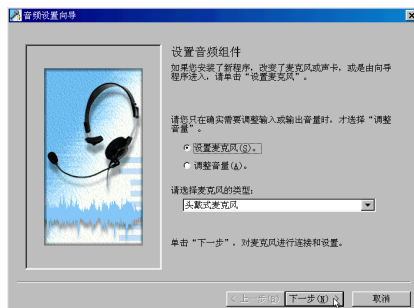 音频设置向导
设置音频组件
如果您安装了新程序，改变了麦克风或声卡，或是由向导
程序进入，请单击“设置麦克风”。
请您只在确实需要调整输入或输出音量时，才选择“调整
音量”。
设置麦克风(S)。
调整音量(A)。
请选择麦克风的类型:
头戴式麦克风
单击“下一步”，对麦克风进行连接和设置。
<上一步(B) 下一步(N)> 取消